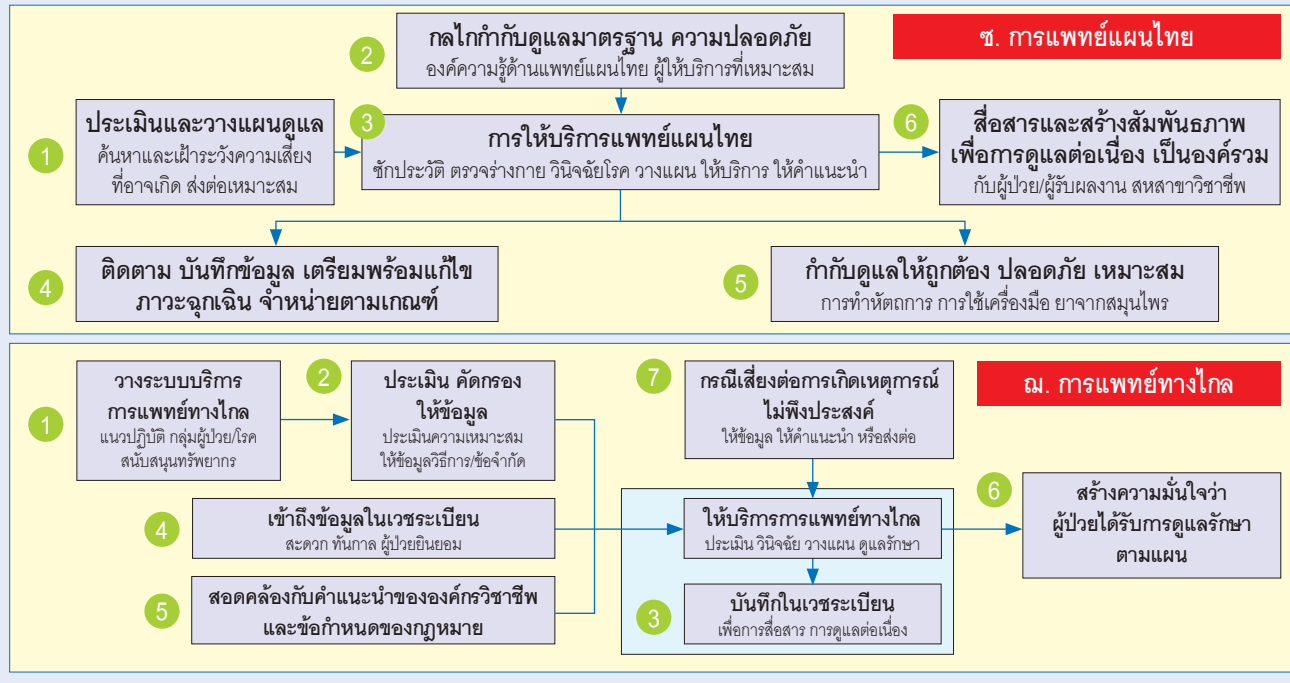 ซ. การแพทย์แผนไทย
1
ประเมินและวางแผนดูแล
ค้นหาและเฝ้าระวังความเสี่ยง
ที่อาจเกิด ส่งต่อเหมาะสม
2
กลไกกำกับดูแลมาตรฐาน ความปลอดภัย
องค์ความรู้ด้านแพทย์แผนไทย ผู้ให้บริการที่เหมาะสม
3
การให้บริการแพทย์แผนไทย
ซักประวัติ ตรวจร่างกาย วินิจฉัยโรค วางแผน ให้บริการ ให้คำแนะนำ
6
สื่อสารและสร้างสัมพันธภาพ
เพื่อการดูแลต่อเนื่อง เป็นองค์รวม
กับผู้ป่วย/ผู้รับผลงาน สหสาขาวิชาชีพ
4
ติดตาม บันทึกข้อมูล เตรียมพร้อมแก้ไข
ภาวะฉุกเฉิน จำหน่ายตามเกณฑ์
5
กำกับดูแลให้ถูกต้อง ปลอดภัย เหมาะสม
การทำหัตถการ การใช้เครื่องมือ ยาจากสมุนไพร
ฌ. การแพทย์ทางไกล
1
วางระบบบริการ
การแพทย์ทางไกล
แนวปฏิบัติ กลุ่มผู้ป่วย/โรค
สนับสนุนทรัพยากร
2
ประเมิน คัดกรอง
ให้ข้อมูล
ประเมินความเหมาะสม
ให้ข้อมูลวิธีการ/ข้อจำกัด
7
กรณีเสี่ยงต่อการเกิดเหตุการณ์
ไม่พึงประสงค์
ให้ข้อมูล ให้คำแนะนำ หรือส่งต่อ
4
เข้าถึงข้อมูลในเวชระเบียน
สะดวก ทันกาล ผู้ป่วยยินยอม
5
สอดคล้องกับคำแนะนำขององค์กรวิชาชีพ
และข้อกำหนดของกฎหมาย
ให้บริการการแพทย์ทางไกล
ประเมิน วินิจฉัย วางแผน ดูแลรักษา
3
บันทึกในเวชระเบียน
เพื่อการสื่อสาร การดูแลต่อเนื่อง
6
สร้างความมั่นใจว่า
ผู้ป่วยได้รับการดูแลรักษา
ตามแผน